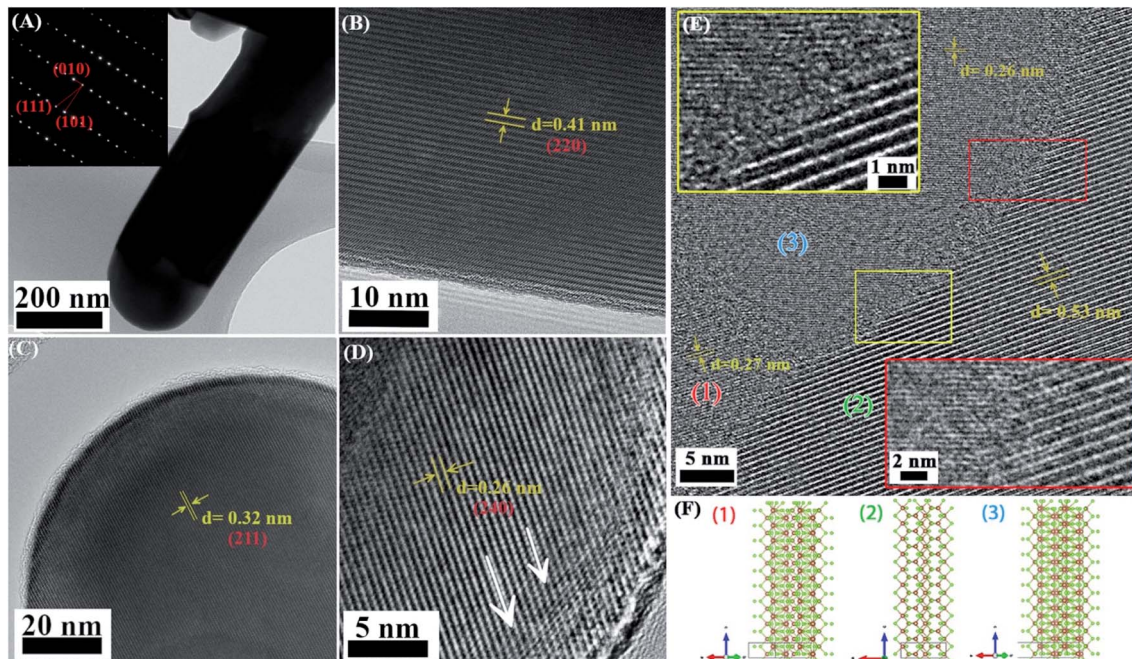 (A)
(010)
(111)
(101)
200 nm
(B)
d=0.41 nm
(220)
10 nm
(C)
d= 0.32 nm
(211)
20 nm
(D)
d=0.26 nm
(240)
5 nm
(E)
d= 0.26 nm
1 nm
(3)
d= 0.53 nm
d=0.27 nm
(1)
(2)
5 nm
2 nm
(F)
(1)
(2)
(3)